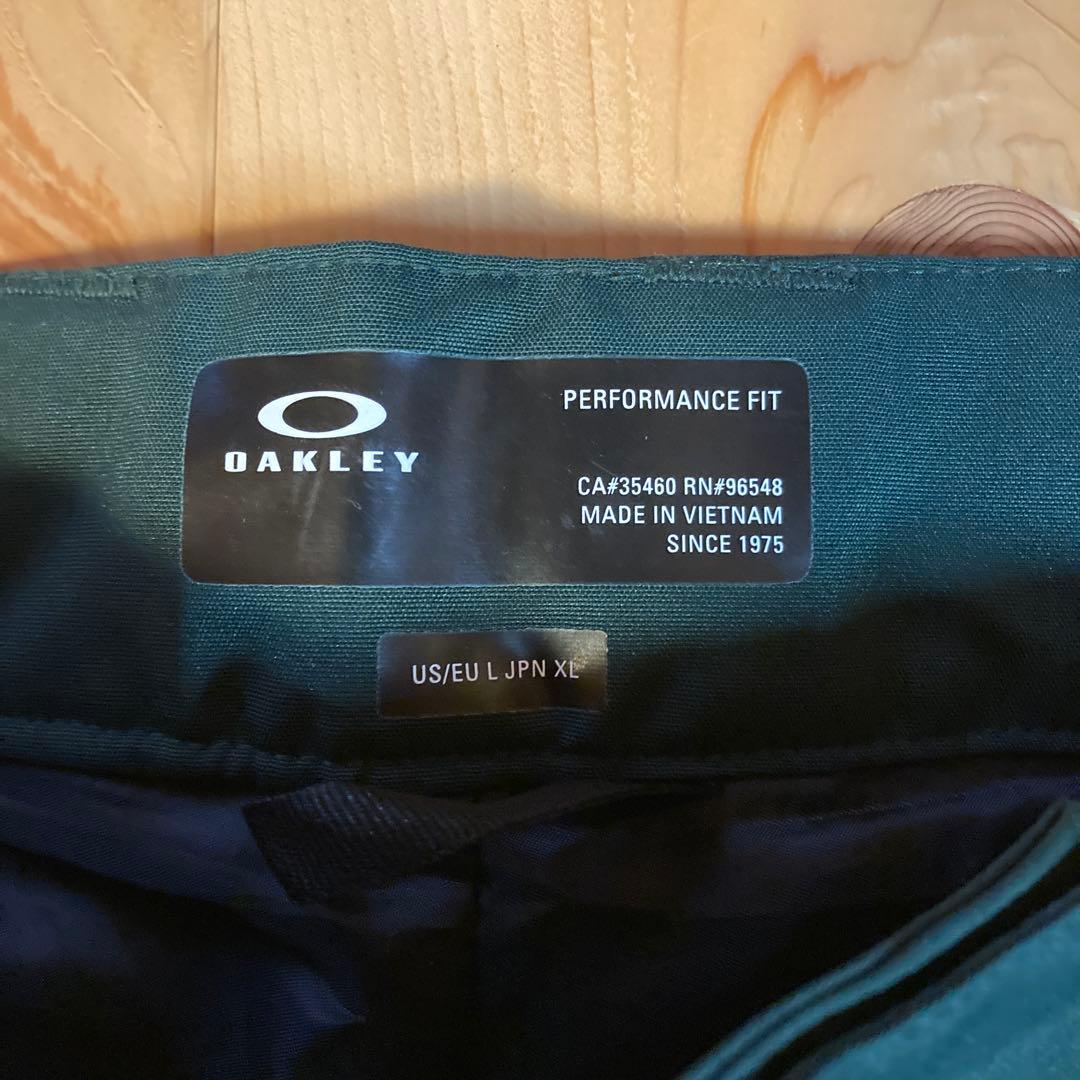 OAKLEY
PERFORMANCE FIT
CA#35460 RN#96548
MADE IN VIETNAM
SINCE 1975
US/EU L JPN XL